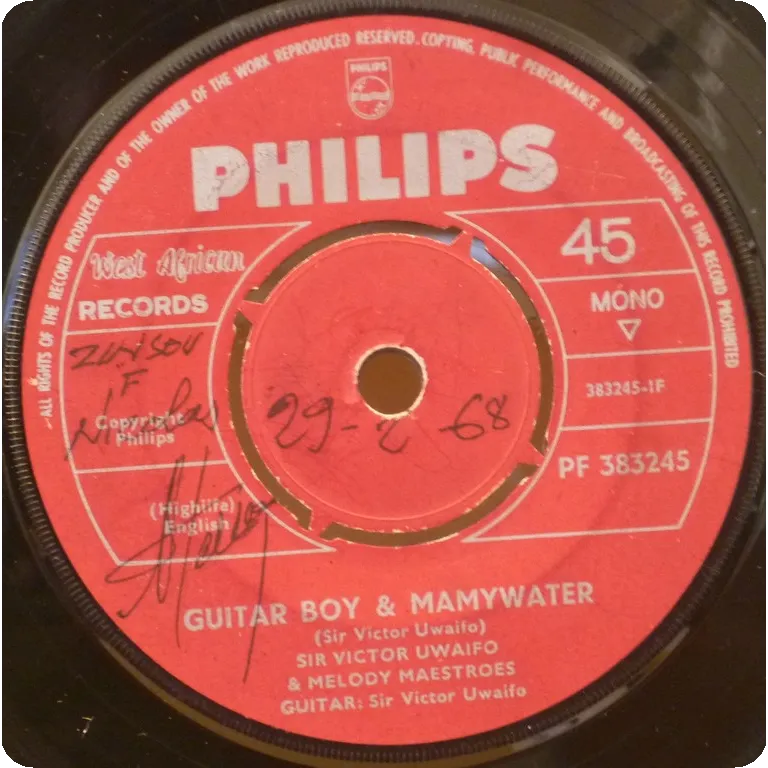 ALL RIGHTS OF THE RECORD PRODUCER AND OF THE OWNER OF THE WORK REPRODUCED RESERVED. COPYING, PUBLIC PERFORMANCE AND BROADCASTING OF THIS RECORD PROHIBITED
PHILIPS
PHILIPS
West African
RECORDS
45
MONO
383245-1F
PF 383245
F
Copyright
Philips
29-2-68
(Highlife)
English
GUITAR BOY & MAMYWATER
(Sir Victor Uwaifo)
SIR VICTOR UWAIFO
& MELODY MAESTROES
GUITAR: Sir Victor Uwaifo